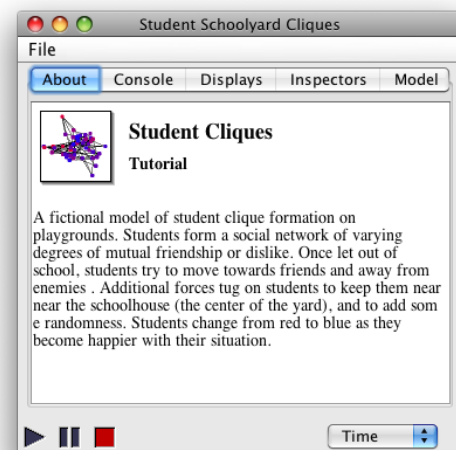 Student Schoolyard Cliques
File
About Console Displays Inspectors Model
Student Cliques
Tutorial
A fictional model of student clique formation on
playgrounds. Students form a social network of varying
degrees of mutual friendship or dislike. Once let out of
school, students try to move towards friends and away from
enemies . Additional forces tug on students to keep them near
near the schoolhouse (the center of the yard), and to add som
e randomness. Students change from red to blue as they
become happier with their situation.
Time